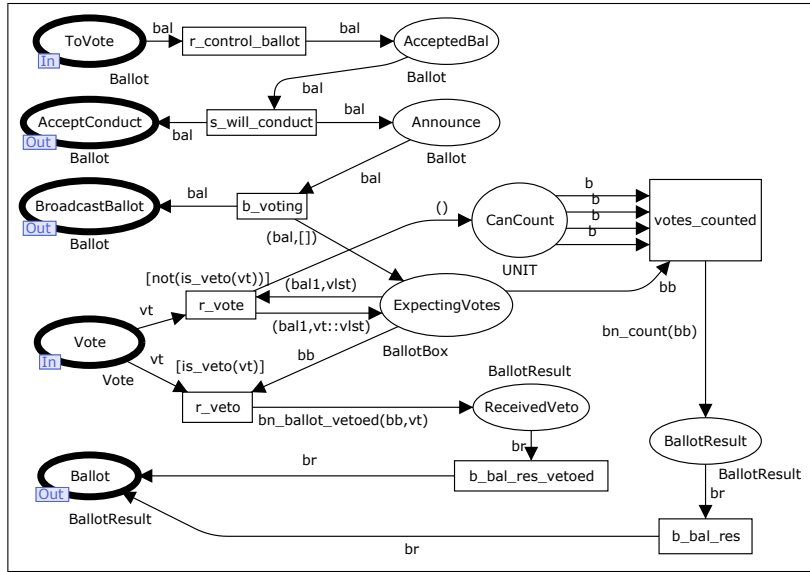 ToVote
In
Ballot
bal
r_control_ballot
bal
AcceptedBal
Ballot
bal
AcceptConduct
Out
Ballot
bal
s_will_conduct
bal
Announce
Ballot
bal
BroadcastBallot
Out
Ballot
bal
b_voting
(bal,[])
()
CanCount
UNIT
b
b
b
b
votes_counted
[not(is_veto(vt))]
vt
r_vote
(bal1,vlst)
(bal1,vt::vlst)
ExpectingVotes
BallotBox
bb
bb
Vote
In
Vote
vt
[is_veto(vt)]
r_veto
bn_ballot_vetoed(bb,vt)
BallotResult
ReceivedVeto
br
bn_count(bb)
BallotResult
BallotResult
br
Ballot
Out
BallotResult
br
b_bal_res_vetoed
br
b_bal_res